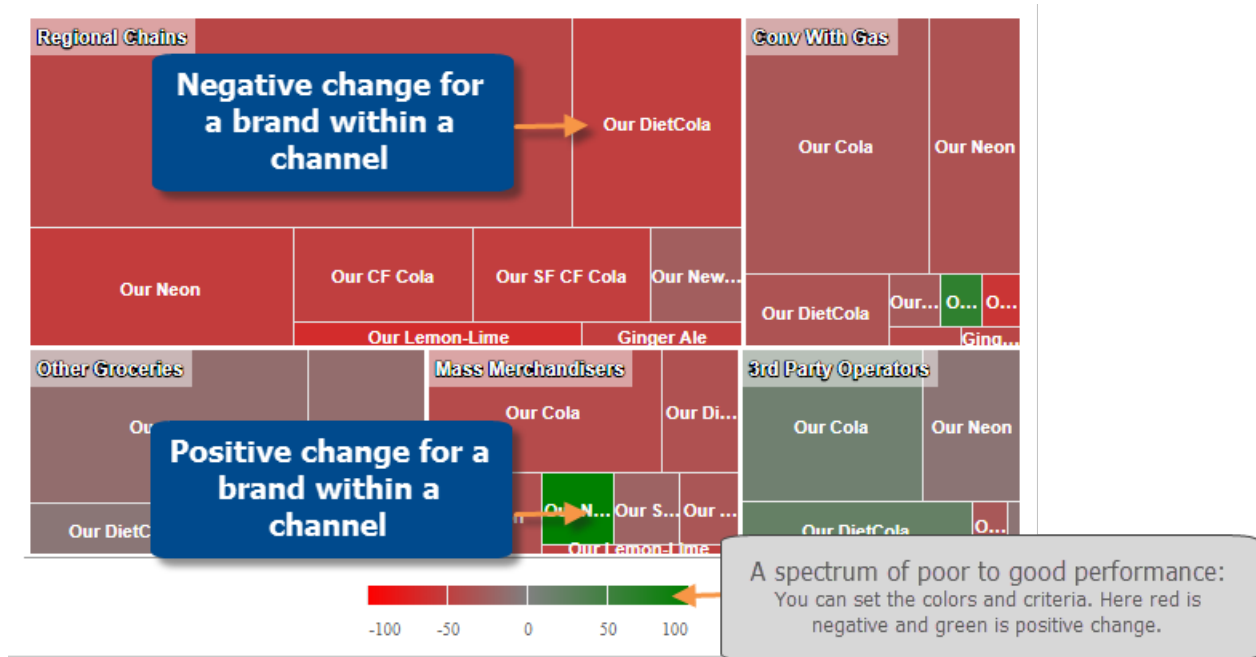 Regional Chains
Negative change for
a brand within a
channel
Our DietCola
Our Neon
Our CF Cola
Our SF CF Cola
Our New...
Our Lemon-Lime
Ginger Ale
Conv With Gas
Our Cola
Our Neon
Our DietCola
Our...
O...
O...
Ging...
Other Groceries
Ou
Our DietC
Positive change for a
brand within a
channel
Mass Merchandisers
Our Cola
Our Di...
n
Our N...
Our S...
Our ...
Our Lemon-Lime
3rd Party Operators
Our Cola
Our Neon
Our DietCola
O...
-100 -50 0 50 100
A spectrum of poor to good performance:
You can set the colors and criteria. Here red is
negative and green is positive change.